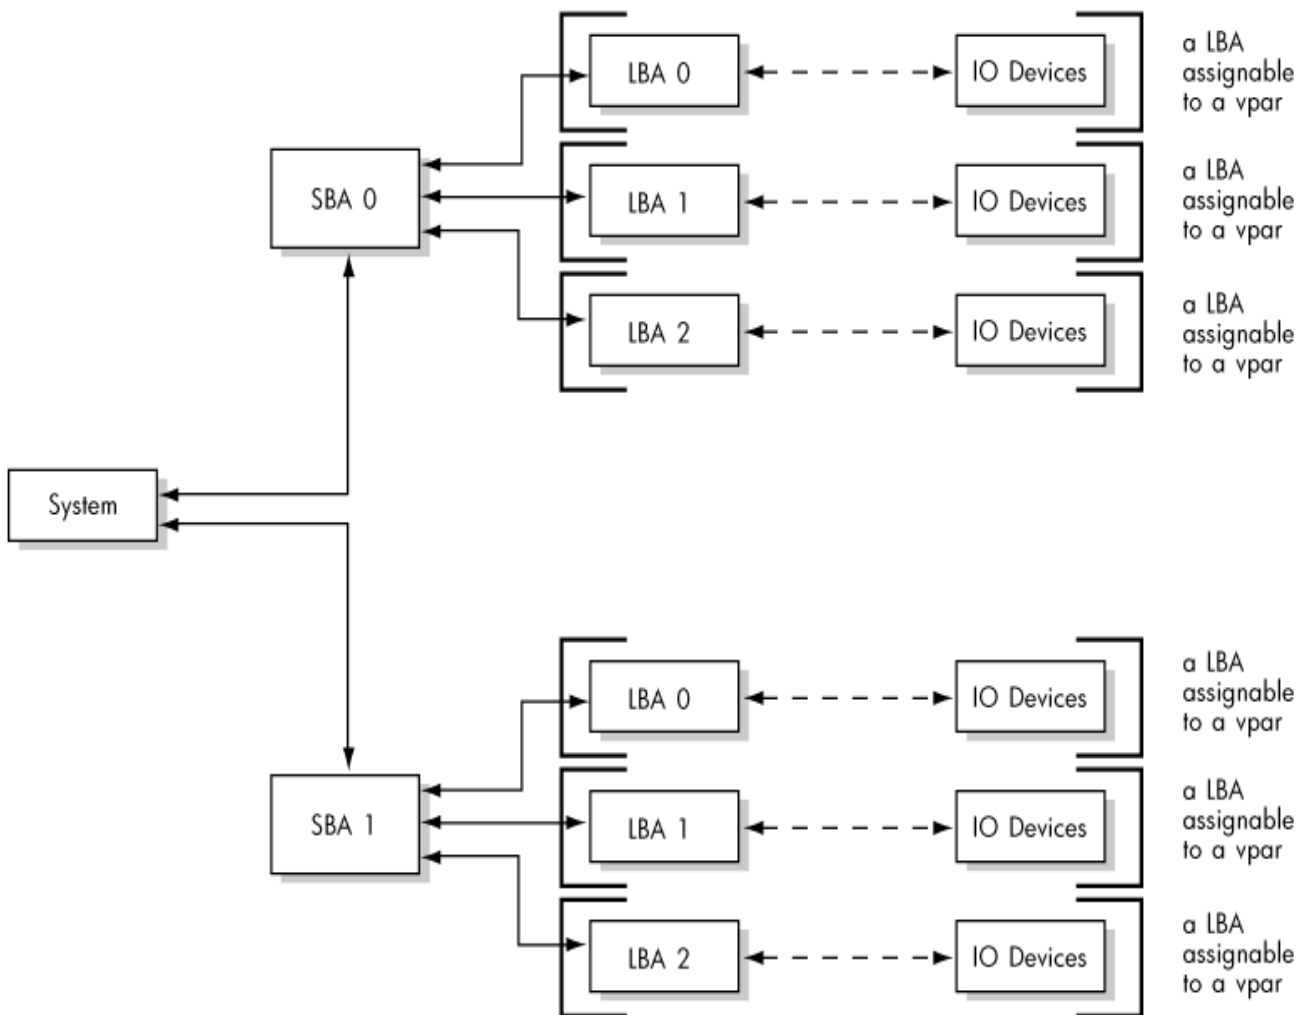 LBA 0
IO Devices
a LBA
assignable
to a vpar
SBA 0
LBA 1
IO Devices
a LBA
assignable
to a vpar
LBA 2
IO Devices
a LBA
assignable
to a vpar
System
LBA 0
IO Devices
a LBA
assignable
to a vpar
SBA 1
LBA 1
IO Devices
a LBA
assignable
to a vpar
LBA 2
IO Devices
a LBA
assignable
to a vpar